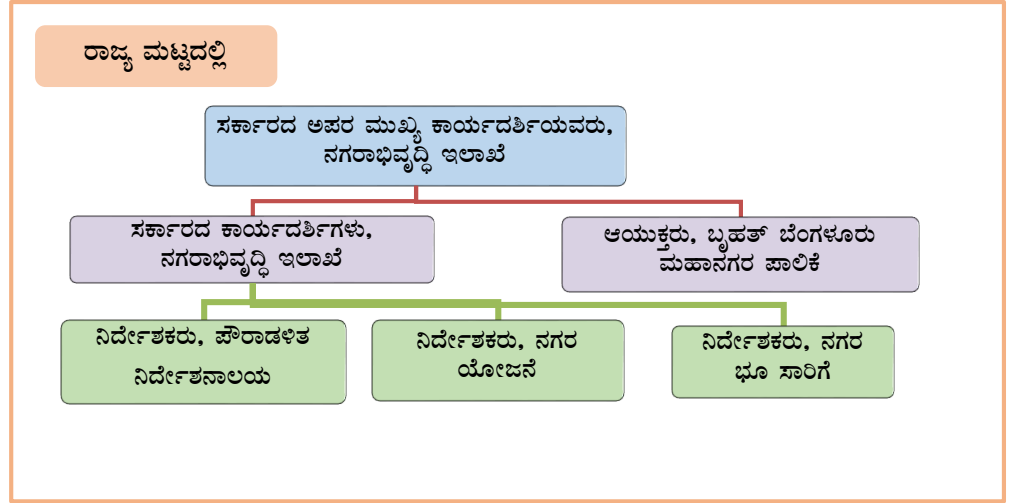 ರಾಜ್ಯ ಮಟ್ಟದಲ್ಲಿ
ಸರ್ಕಾರದ ಅಪರ ಮುಖ್ಯ ಕಾರ್ಯದರ್ಶಿಯವರು,
ನಗರಾಭಿವೃದ್ಧಿ ಇಲಾಖೆ
ಸರ್ಕಾರದ ಕಾರ್ಯದರ್ಶಿಗಳು,
ನಗರಾಭಿವೃದ್ಧಿ ಇಲಾಖೆ
ಆಯುಕ್ತರು, ಬೃಹತ್ ಬೆಂಗಳೂರು
ಮಹಾನಗರ ಪಾಲಿಕೆ
ನಿರ್ದೇಶಕರು, ಪೌರಾಡಳಿತ
ನಿರ್ದೇಶನಾಲಯ
ನಿರ್ದೇಶಕರು, ನಗರ
ಯೋಜನೆ
ನಿರ್ದೇಶಕರು, ನಗರ
ಭೂ ಸಾರಿಗೆ